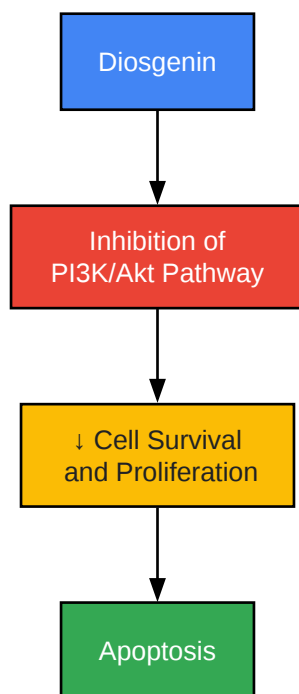 Diosgenin
Inhibition of
PI3K/Akt Pathway
↓ Cell Survival
and Proliferation
Apoptosis